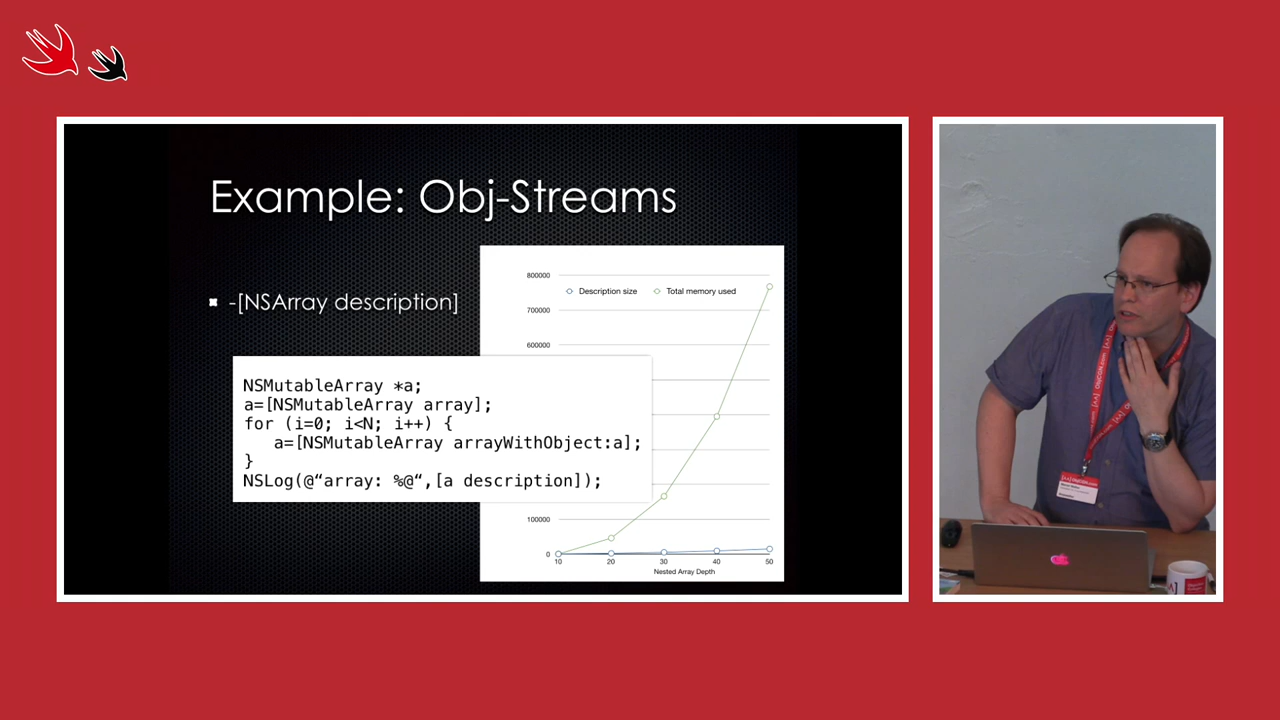 Example: Obj-Streams
-[NSArray description]
NSMutableArray *a;
a=[NSMutableArray array];
for (i=0; i<N; i++) {
a=[NSMutableArray arrayWithObject:a];
}
NSLog(@“array: %@“,[a description]);
800000
Description size
Total memory used
700000
600000
100000
0
10
20
30
40
50
Nested Array Depth